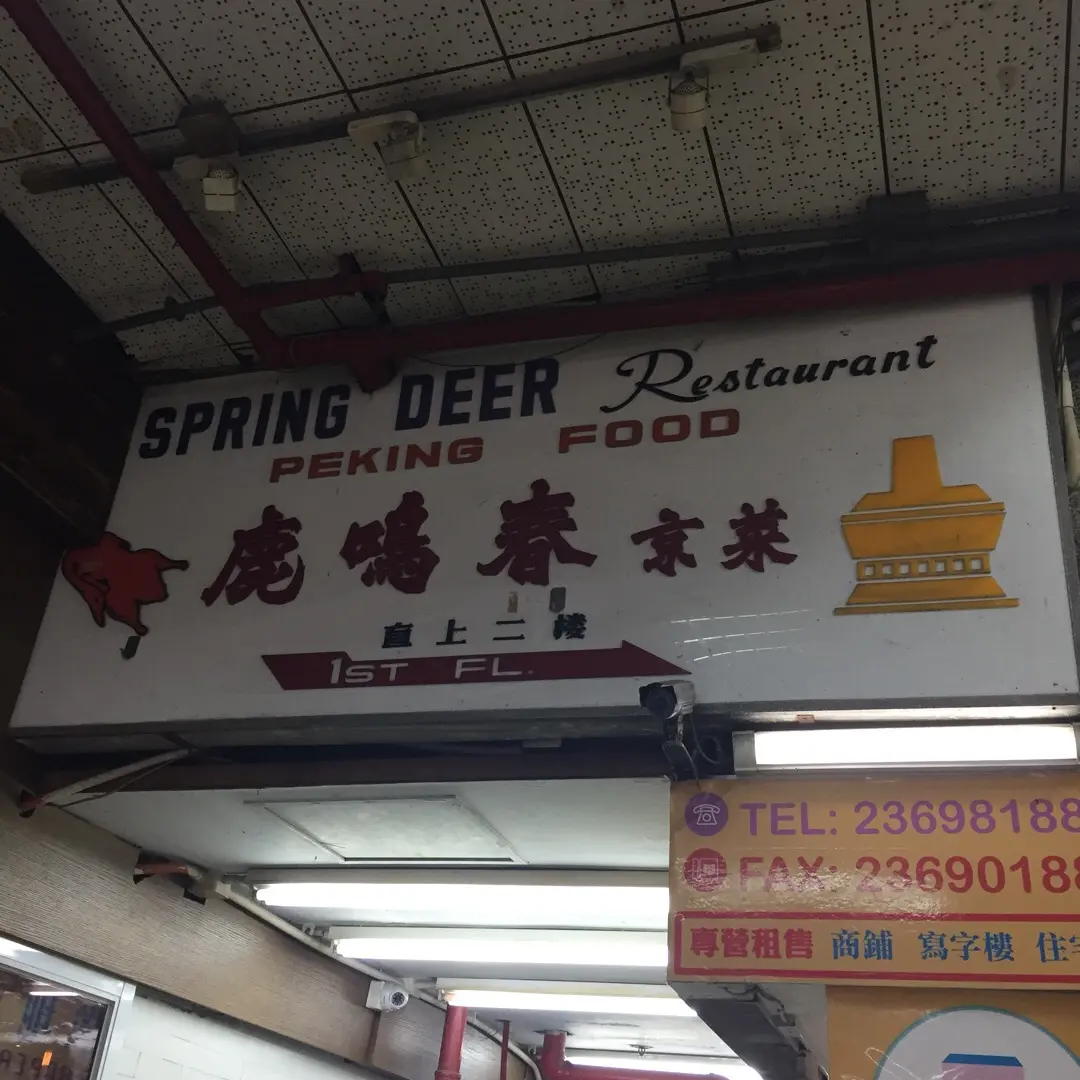 SPRING DEER Restaurant
PEKING FOOD
鹿鳴春 京菜
直上二楼
1ST FL.
TEL: 23698188
FAX: 23690188
專營租售 商鋪 寫字樓 住宅